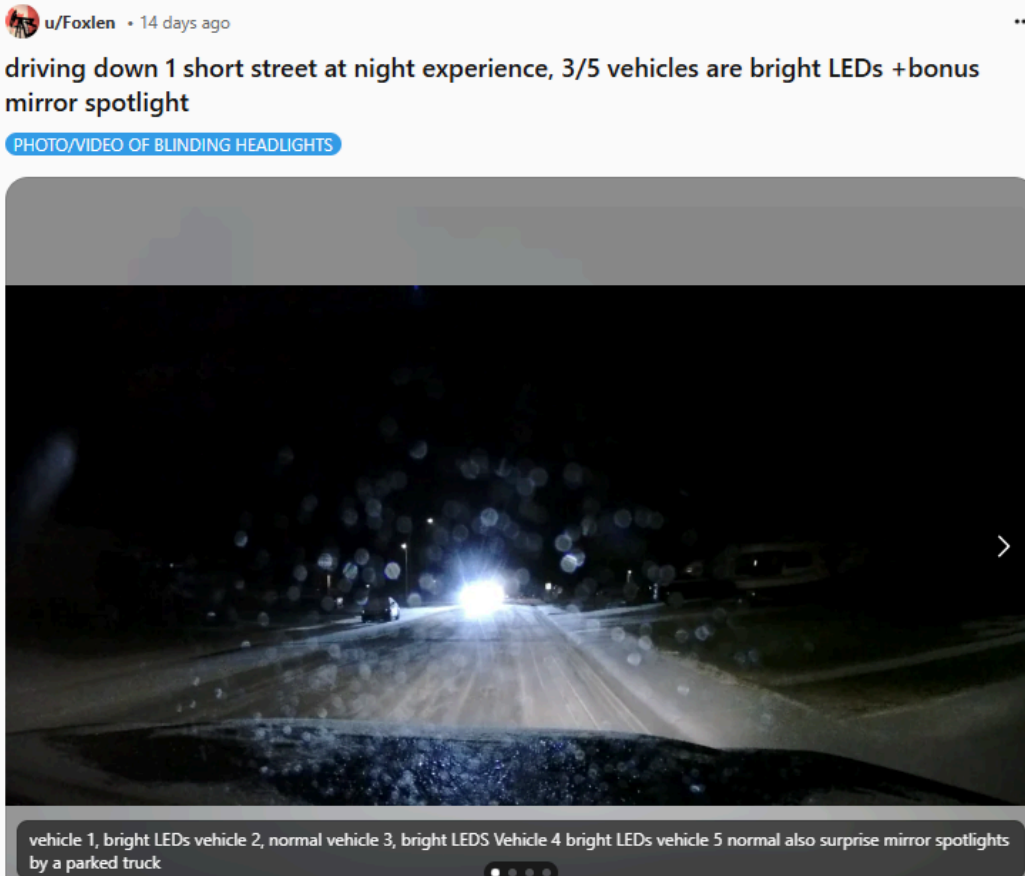 u/Foxlen • 14 days ago
driving down 1 short street at night experience, 3/5 vehicles are bright LEDs +bonus
mirror spotlight
PHOTO/VIDEO OF BLINDING HEADLIGHTS
vehicle 1, bright LEDs vehicle 2, normal vehicle 3, bright LEDS Vehicle 4 bright LEDs vehicle 5 normal also surprise mirror spotlights
by a parked truck